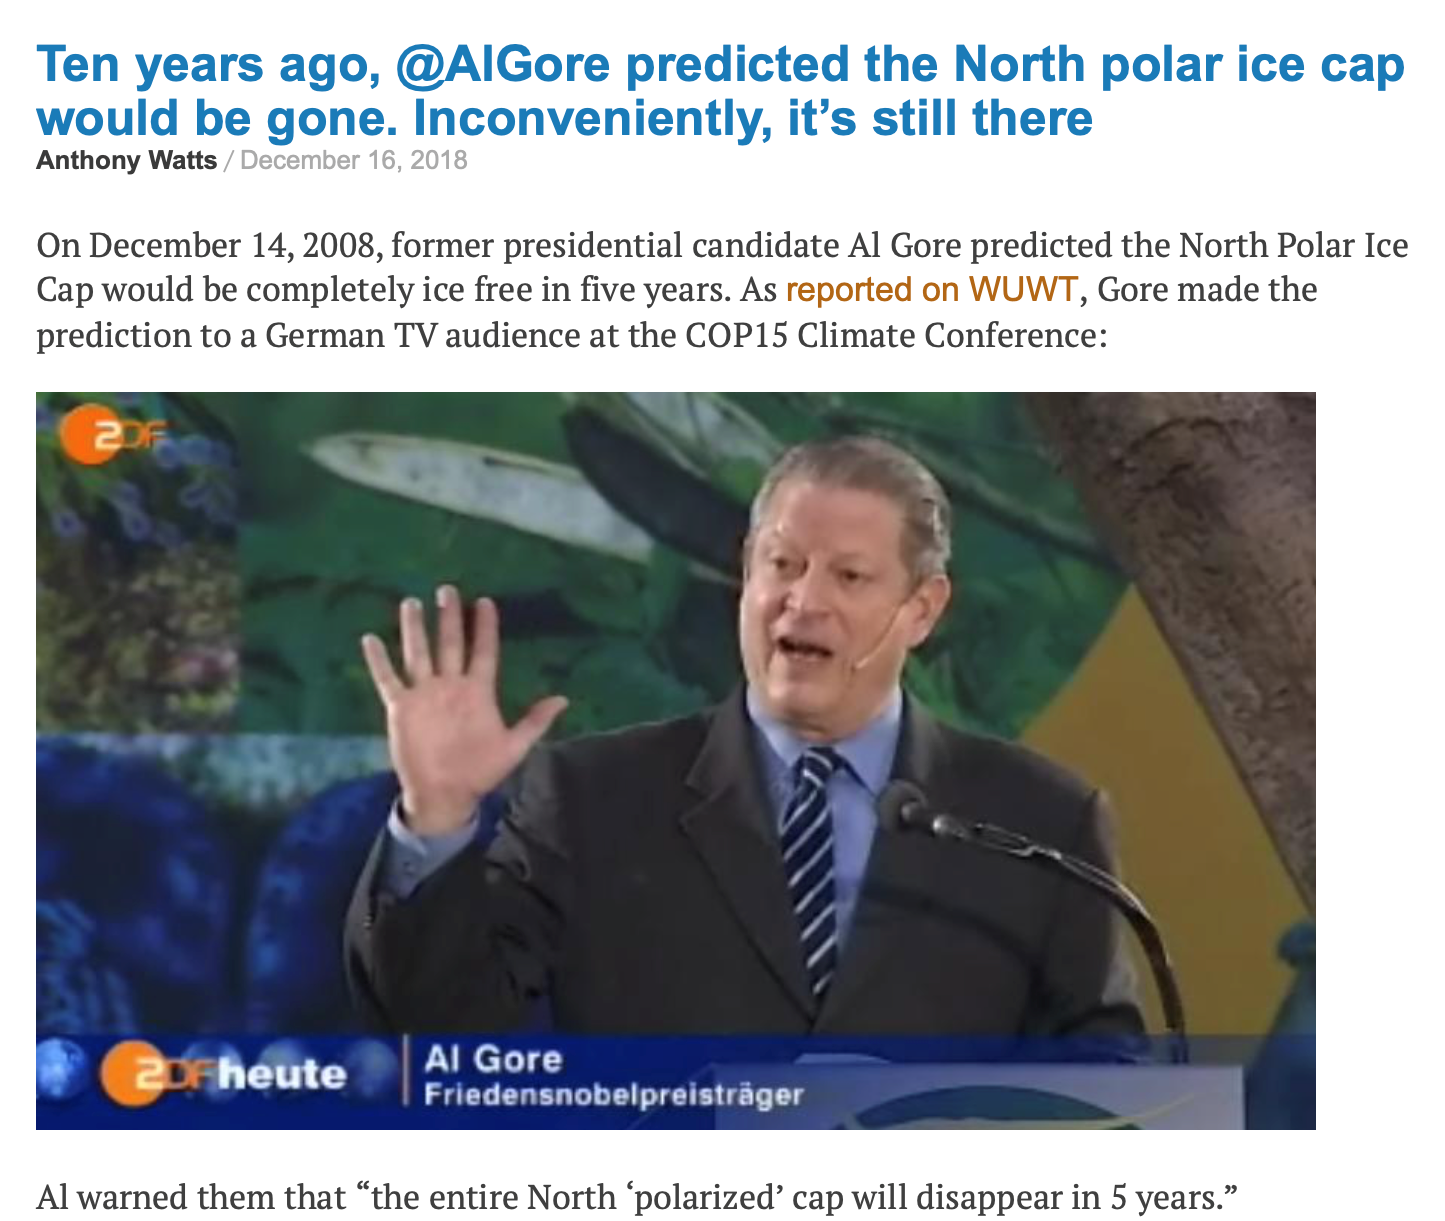 Ten years ago, @AlGore predicted the North polar ice cap
would be gone. Inconveniently, it’s still there
Anthony Watts / December 16, 2018
On December 14, 2008, former presidential candidate Al Gore predicted the North Polar Ice
Cap would be completely ice free in five years. As reported on WUWT, Gore made the
prediction to a German TV audience at the COP15 Climate Conference:
ZDF
ZDFheute
Al Gore
Friedensnobelpreisträger
Al warned them that “the entire North ‘polarized’ cap will disappear in 5 years.”